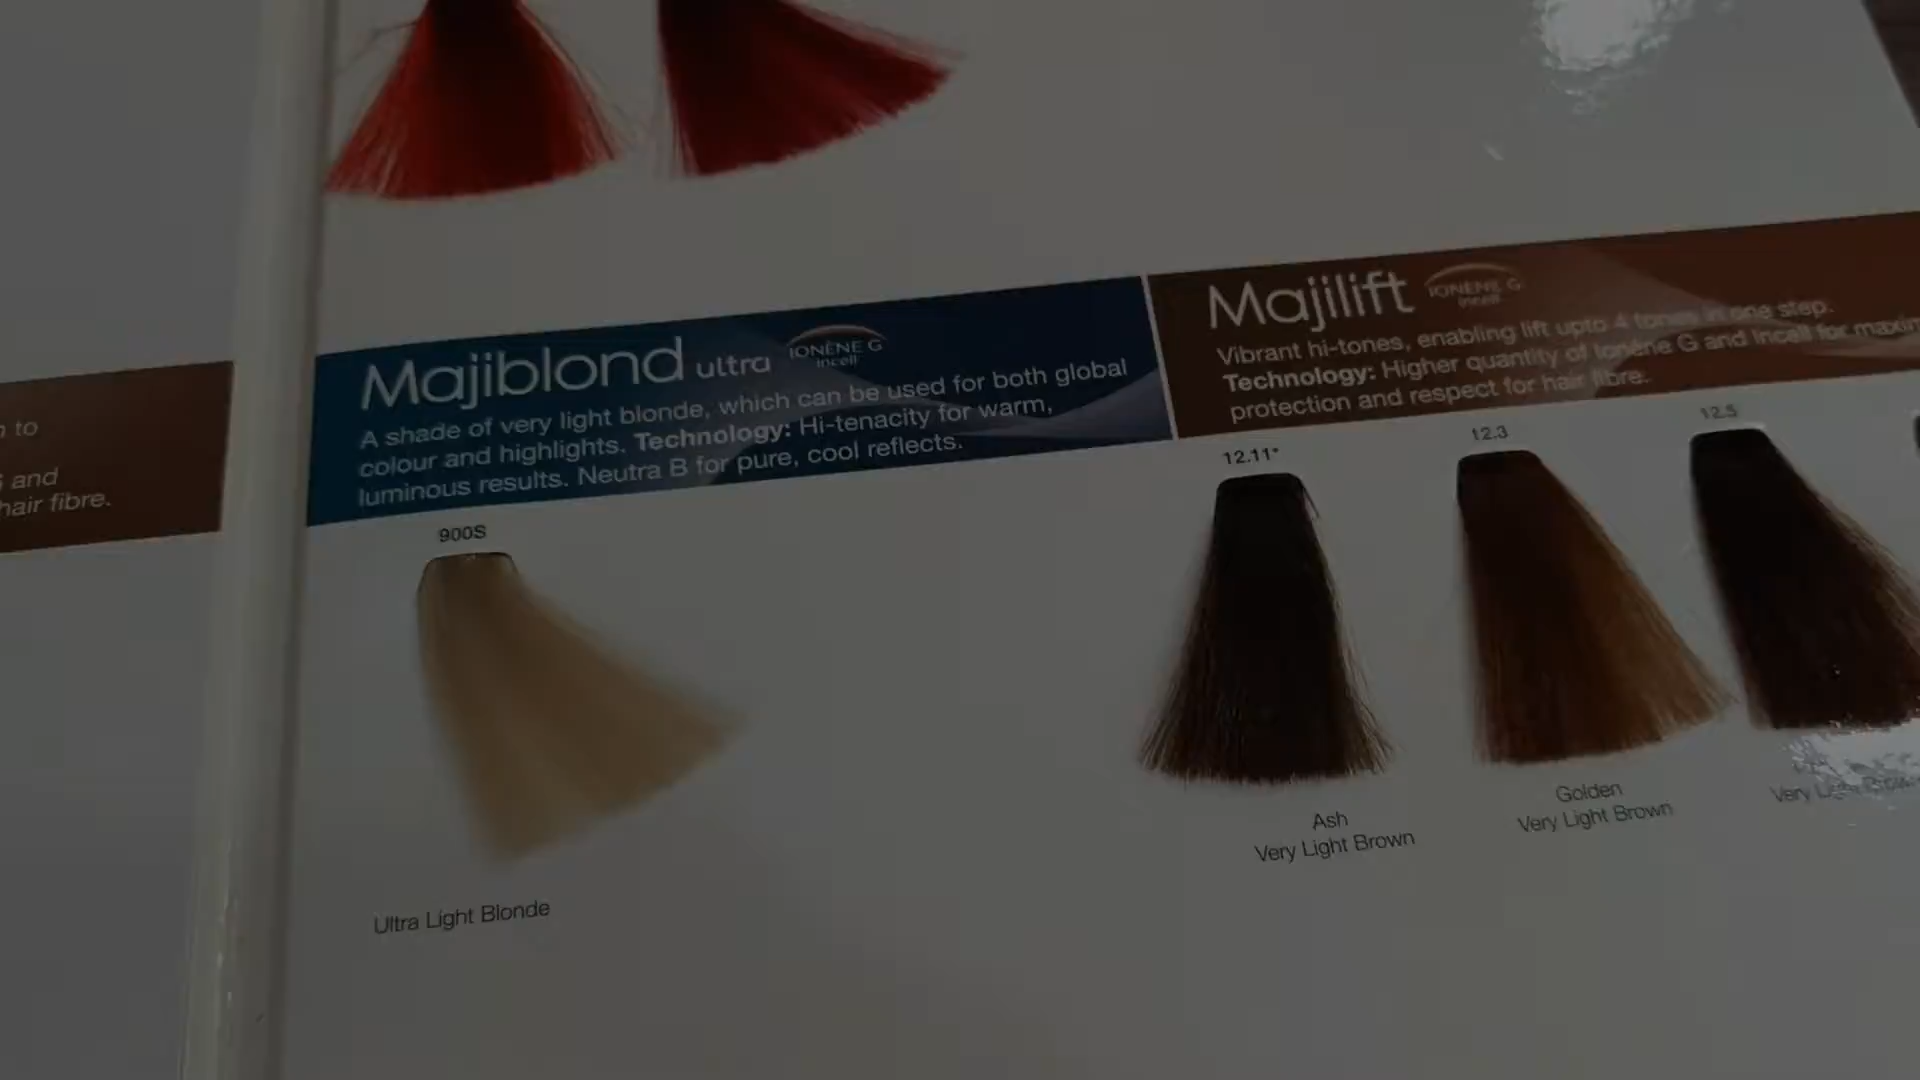 n to
and
hair fibre.
Majiblond ultra
IONÈNE G
incell
A shade of very light blonde, which can be used for both global
colour and highlights. Technology: Hi-tenacity for warm,
luminous results. Neutra B for pure, cool reflects.
900S
Ultra Light Blonde
Majilift
IONÈNE G
incell
Vibrant hi-tones, enabling lift upto 4 tones in one step.
Technology: Higher quantity of Ionène G and Incell for maxim
protection and respect for hair fibre.
12.11*
12.3
12.5
Ash
Very Light Brown
Golden
Very Light Brown
Very Light Brown